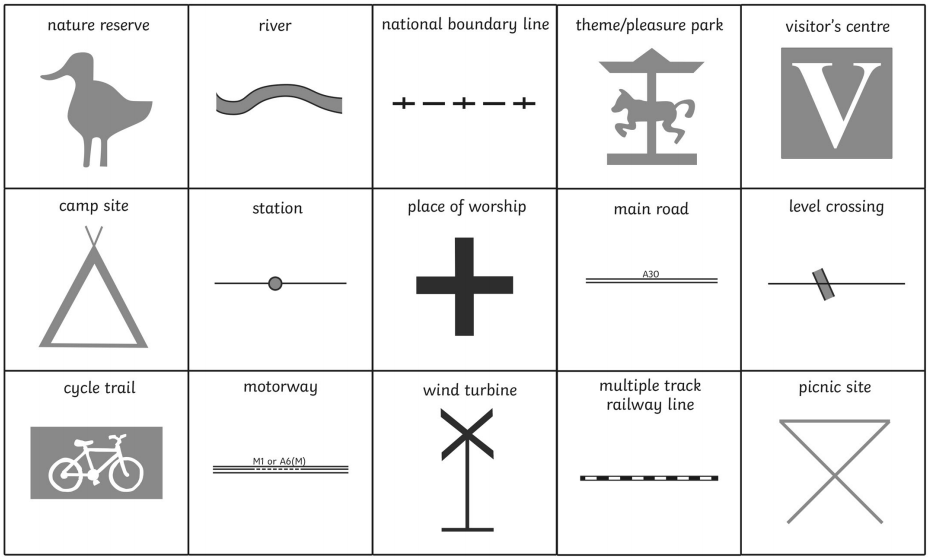 nature reserve
river
national boundary line
theme/pleasure park
visitor's centre
V
camp site
station
place of worship
main road
A30
level crossing
cycle trail
motorway
M1 or A6(M)
wind turbine
multiple track
railway line
picnic site